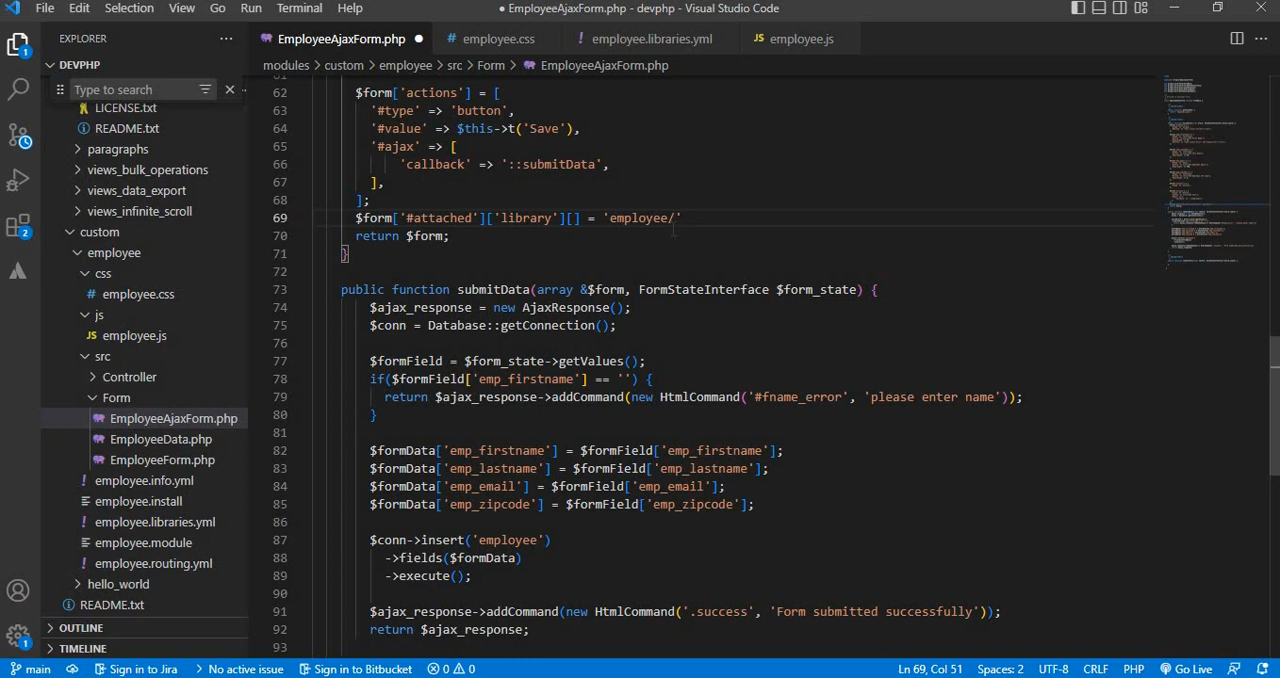 File Edit Selection View Go Run Terminal Help ● EmployeeAjaxForm.php - devphp - Visual Studio Code
EXPLORER ···
EmployeeAjaxForm.php ● # employee.css ! employee.libraries.yml JS employee.js
DEVPHP
modules > custom > employee > src > Form > EmployeeAjaxForm.php
Type to search
LICENSE.txt
README.txt
paragraphs
views_bulk_operations
views_data_export
views_infinite_scroll
custom
employee
css
# employee.css
js
JS employee.js
src
Controller
Form
EmployeeAjaxForm.php
EmployeeData.php
EmployeeForm.php
! employee.info.yml
employee.install
! employee.libraries.yml
employee.module
! employee.routing.yml
hello_world
README.txt
OUTLINE
TIMELINE
1
2
1
62 $form['actions'] = [
63 '#type' => 'button',
64 '#value' => $this->t('Save'),
65 '#ajax' => [
66 'callback' => '::submitData',
67 ],
68 ];
69 $form['#attached']['library'][] = 'employee/'
70 return $form;
71 }
72
73 public function submitData(array &$form, FormStateInterface $form_state) {
74 $ajax_response = new AjaxResponse();
75 $conn = Database::getConnection();
76
77 $formField = $form_state->getValues();
78 if($formField['emp_firstname'] == '') {
79 return $ajax_response->addCommand(new HtmlCommand('#fname_error', 'please enter name'));
80 }
81
82 $formData['emp_firstname'] = $formField['emp_firstname'];
83 $formData['emp_lastname'] = $formField['emp_lastname'];
84 $formData['emp_email'] = $formField['emp_email'];
85 $formData['emp_zipcode'] = $formField['emp_zipcode'];
86
87 $conn->insert('employee')
88 ->fields($formData)
89 ->execute();
90
91 $ajax_response->addCommand(new HtmlCommand('.success', 'Form submitted successfully'));
92 return $ajax_response;
93
main Sign in to Jira No active issue Sign in to Bitbucket 0 0 Ln 69, Col 51 Spaces: 2 UTF-8 CRLF PHP Go Live